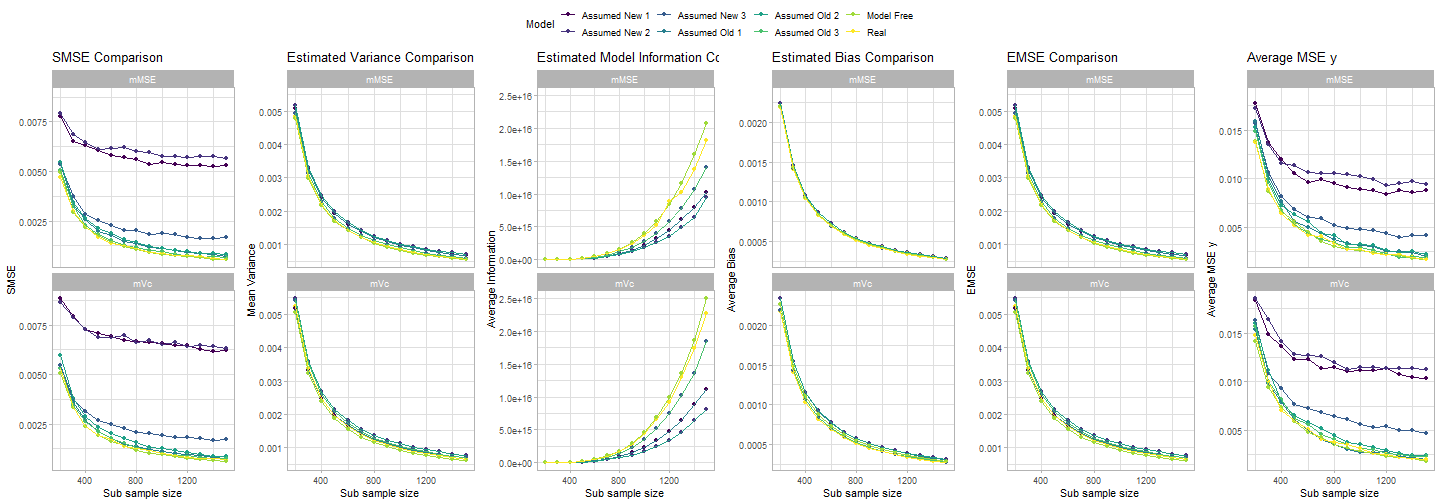 Model
Assumed New 1
Assumed New 3
Assumed Old 2
Model Free
Assumed New 2
Assumed Old 1
Assumed Old 3
Real
SMSE Comparison
mMSE
0.0075
0.0050
0.0025
mVc
0.0075
0.0050
0.0025
SMSE
400
1200
Sub sample size
Estimated Variance Comparison
mMSE
0.005
0.004
0.003
0.002
0.001
mVc
0.005
0.004
0.003
0.002
0.001
Mean Variance
400
1200
Sub sample size
Estimated Model Information Co
mMSE
2.5e+16
2.0e+16
1.5e+16
1.0e+16
5.0e+15
0.0e+00
mVc
2.5e+16
2.0e+16
1.5e+16
1.0e+16
5.0e+15
0.0e+00
Average Information
400
1200
Sub sample size
Estimated Bias Comparison
mMSE
0.0020
0.0015
0.0010
0.0005
mVc
0.0020
0.0015
0.0010
0.0005
Average Bias
400
1200
Sub sample size
EMSE Comparison
mMSE
0.005
0.004
0.003
0.002
0.001
mVc
0.005
0.004
0.003
0.002
0.001
EMSE
400
1200
Sub sample size
Average MSE y
mMSE
0.015
0.010
0.005
mVc
0.015
0.010
0.005
Average MSE y
400
1200
Sub sample size